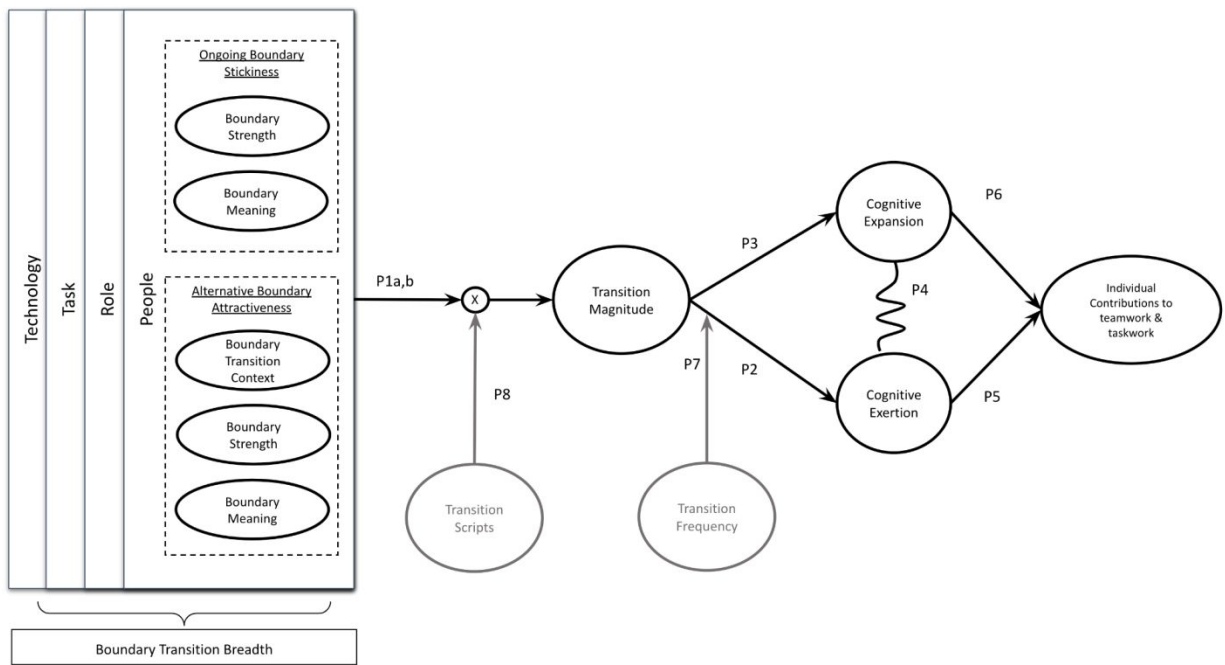 Technology
Task
Role
People
Ongoing Boundary
Stickiness
Boundary
Strength
Boundary
Meaning
Alternative Boundary
Attractiveness
Boundary
Transition
Context
Boundary
Strength
Boundary
Meaning
Boundary Transition Breadth
P1a,b
X
P8
Transition
Scripts
Transition
Magnitude
P3
P7
P2
Transition
Frequency
Cognitive
Expansion
P4
Cognitive
Exertion
P6
P5
Individual
Contributions to
teamwork &
taskwork